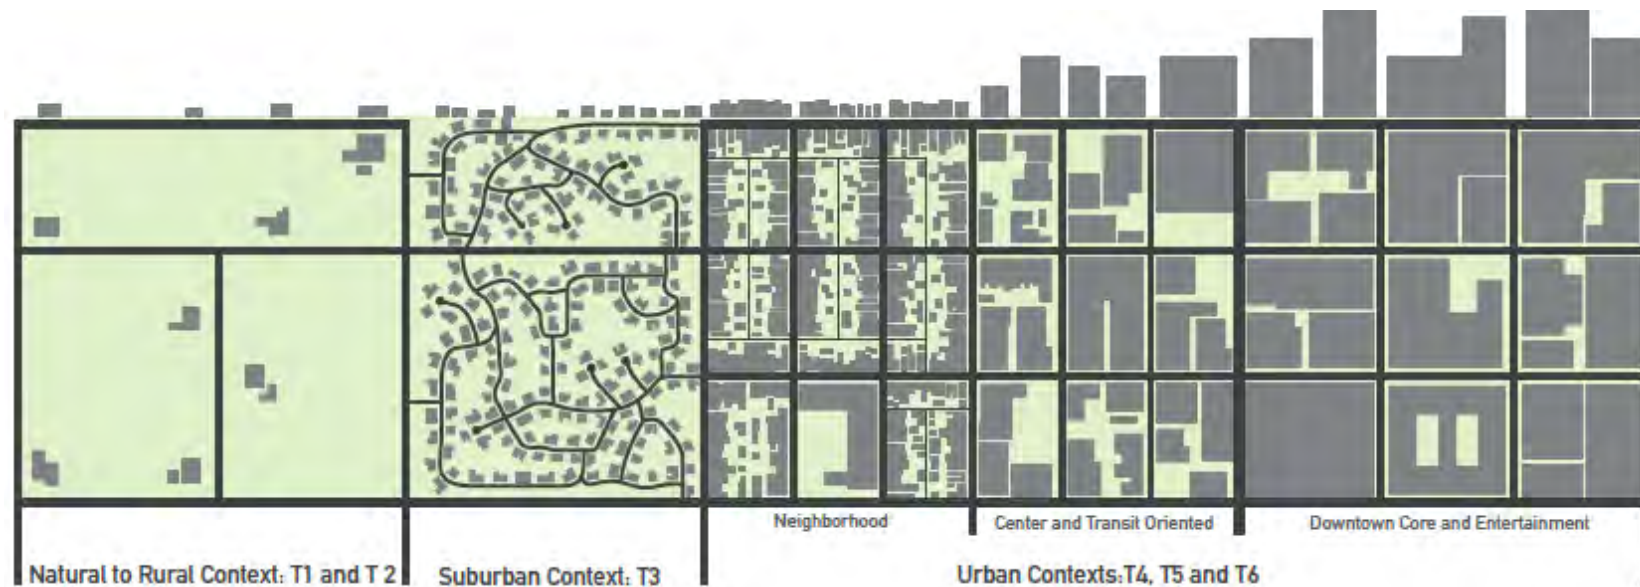 Neighborhood
Center and Transit Oriented
Downtown Core and Entertainment
Natural to Rural Context: T1 and T 2
Suburban Context: T3
Urban Contexts:T4, T5 and T6